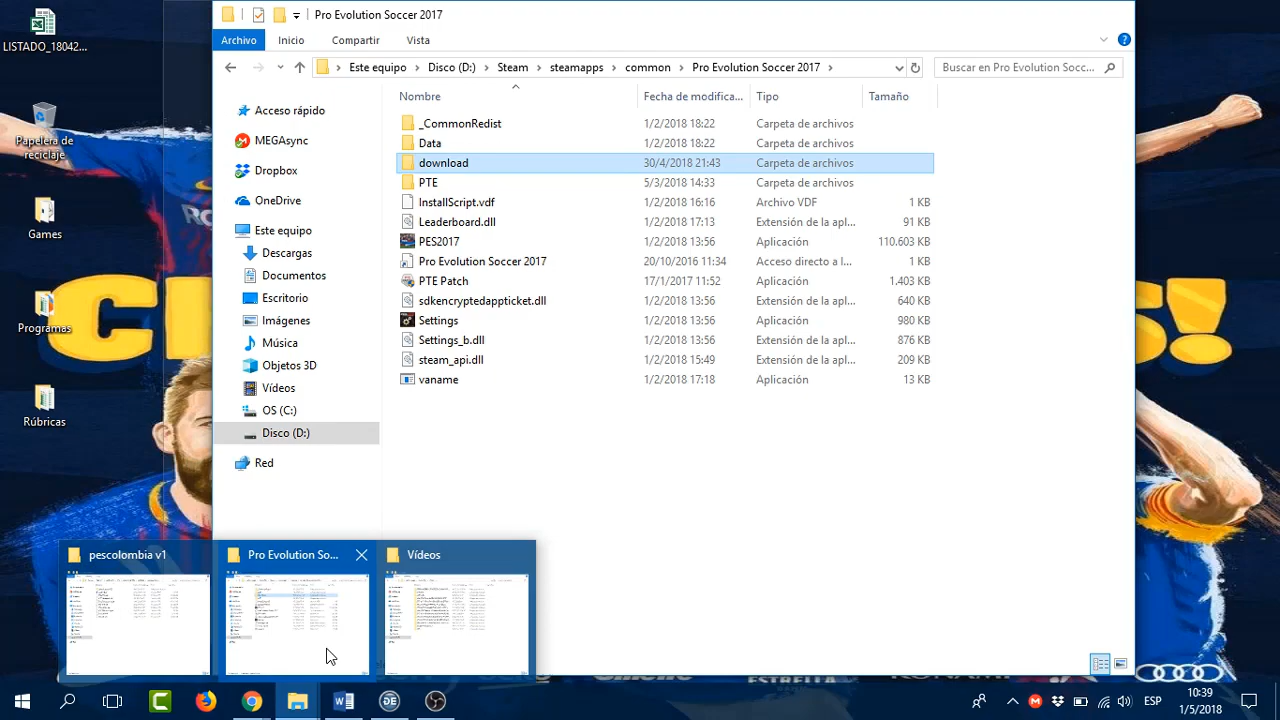 Pro Evolution Soccer 2017
Archivo Inicio Compartir Vista
Este equipo Disco (D:) Steam steamapps common Pro Evolution Soccer 2017
Buscar en Pro Evolution Socc...
Nombre Fecha de modifica... Tipo Tamaño
_CommonRedist 1/2/2018 18:22 Carpeta de archivos
Data 1/2/2018 18:22 Carpeta de archivos
download 30/4/2018 21:43 Carpeta de archivos
PTE 5/3/2018 14:33 Carpeta de archivos
InstallScript.vdf 1/2/2018 16:16 Archivo VDF 1 KB
Leaderboard.dll 1/2/2018 17:13 Extensión de la apl... 91 KB
PES2017 1/2/2018 13:56 Aplicación 110.603 KB
Pro Evolution Soccer 2017 20/10/2016 11:34 Acceso directo a l... 3 KB
PTE Patch 17/1/2017 11:52 Aplicación 1.403 KB
sdkencryptedappticket.dll 1/2/2018 13:56 Extensión de la apl... 640 KB
Settings 1/2/2018 13:56 Aplicación 980 KB
Settings_b.dll 1/2/2018 13:56 Extensión de la apl... 876 KB
steam_api.dll 1/2/2018 15:49 Extensión de la apl... 209 KB
vaname 1/2/2018 17:18 Aplicación 13 KB
Acceso rápido
MEGAsync
Dropbox
OneDrive
Este equipo
Descargas
Documentos
Escritorio
Imágenes
Música
Objetos 3D
Vídeos
OS (C:)
Disco (D:)
Red
LISTADO_18042...
Papelera de
reciclaje
Games
Programas
Rúbricas
pescolombia v1
Pro Evolution So...
Vídeos
ESTRELLA
KONAMI
ESP
10:39
1/5/2018